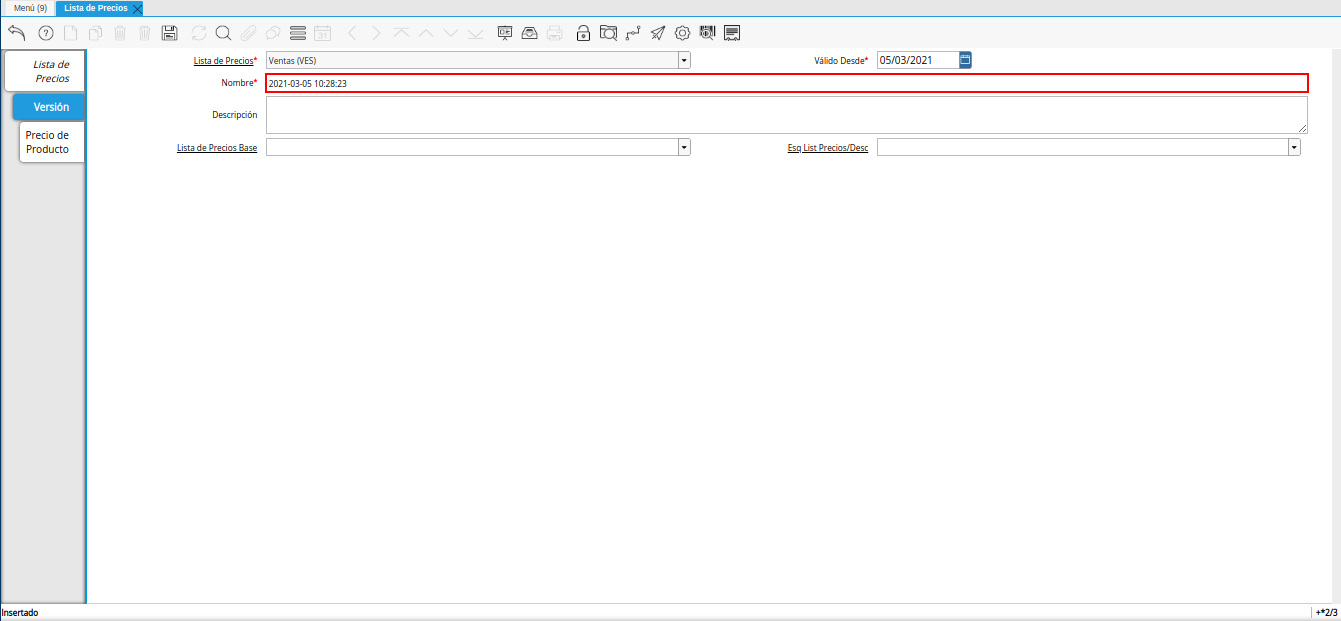 Menú (9) Lista de Precios
31
Lista de
Precios
Versión
Precio de
Producto
Lista de Precios* Ventas (VES) Válido Desde* 05/03/2021
Nombre* 2021-03-05 10:28:23
Descripción
Lista de Precios Base Esq List Precios/Desc
Insertado +*2/3